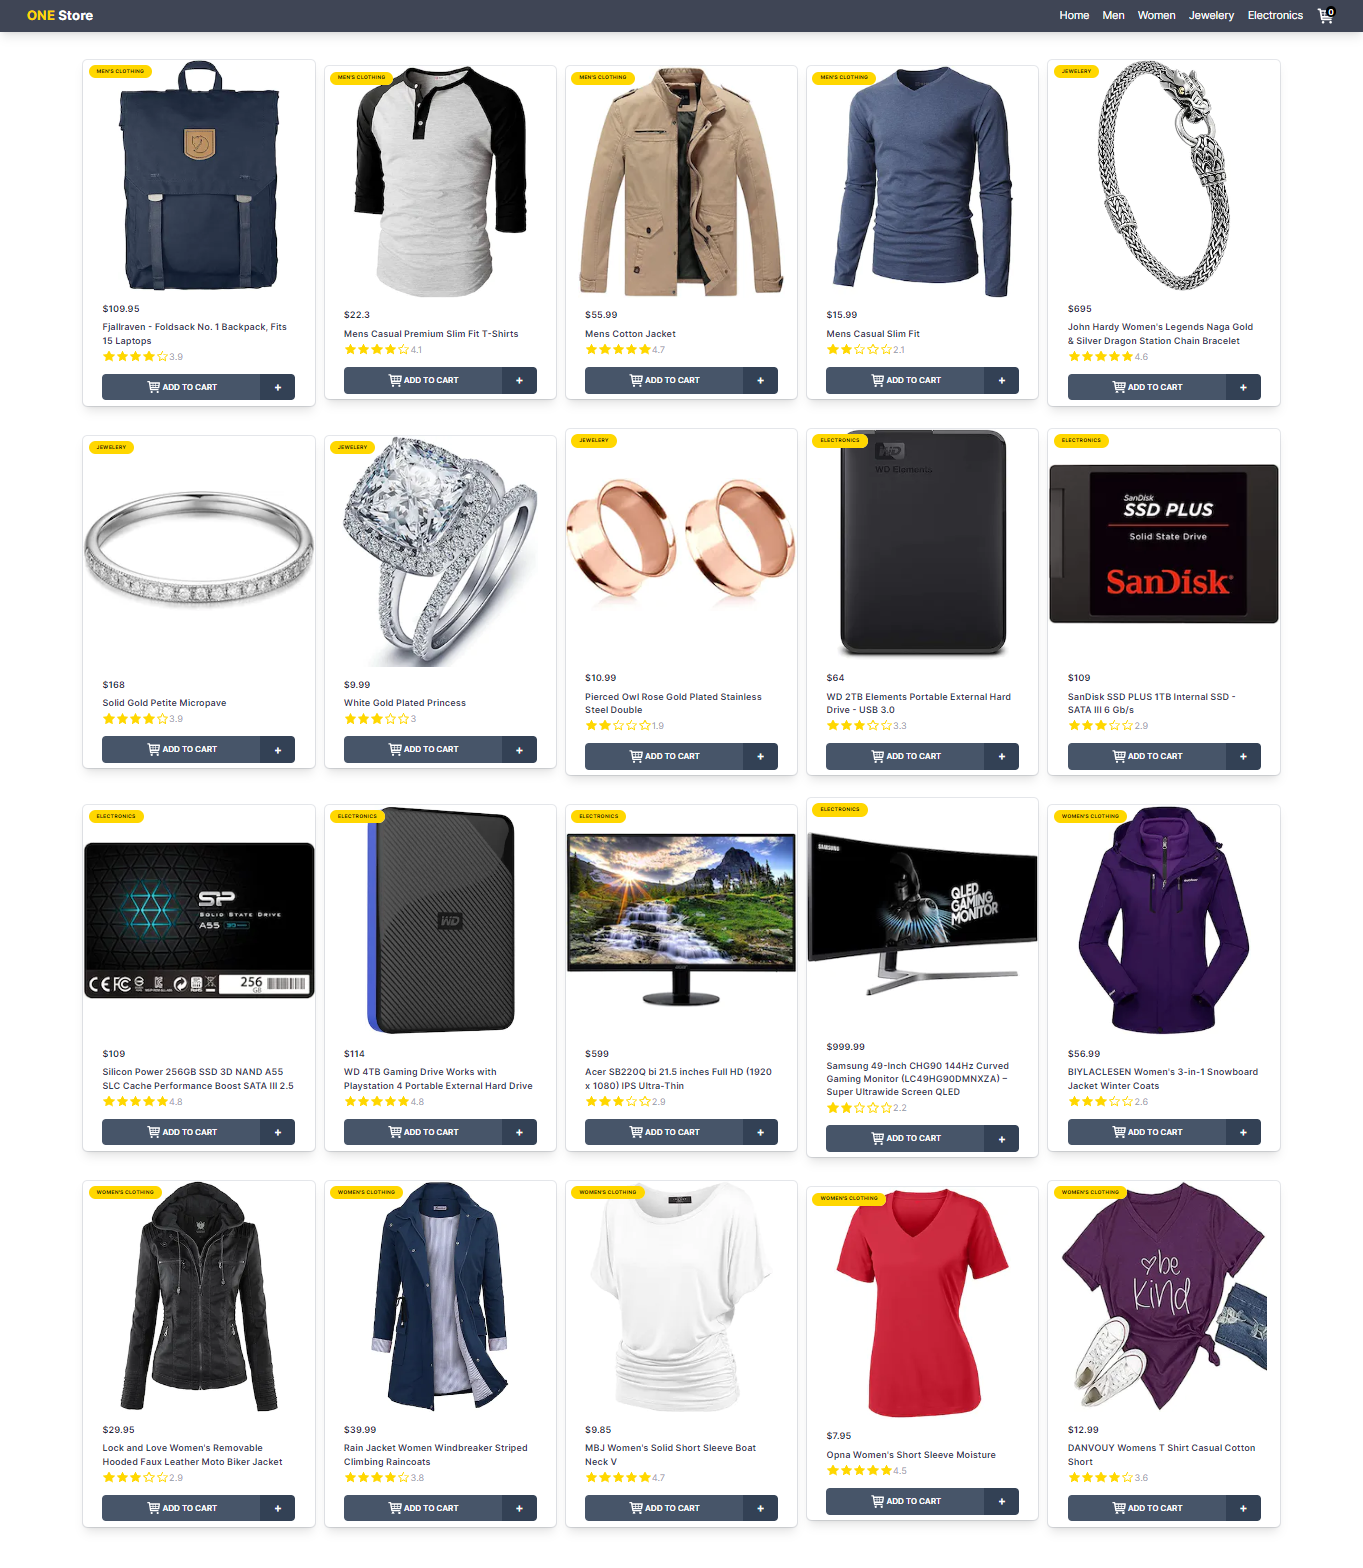 ONE Store
Home Men Women Jewelery Electronics 0
MEN'S CLOTHING
$109.95
Fjallraven - Foldsack No. 1 Backpack, Fits
15 Laptops
3.9
ADD TO CART +
MEN'S CLOTHING
$22.3
Mens Casual Premium Slim Fit T-Shirts
4.1
ADD TO CART +
MEN'S CLOTHING
$55.99
Mens Cotton Jacket
4.7
ADD TO CART +
MEN'S CLOTHING
$15.99
Mens Casual Slim Fit
2.1
ADD TO CART +
JEWELERY
$695
John Hardy Women's Legends Naga Gold
& Silver Dragon Station Chain Bracelet
4.6
ADD TO CART +
JEWELERY
$168
Solid Gold Petite Micropave
3.9
ADD TO CART +
JEWELERY
$9.99
White Gold Plated Princess
3
ADD TO CART +
JEWELERY
$10.99
Pierced Owl Rose Gold Plated Stainless
Steel Double
1.9
ADD TO CART +
ELECTRONICS
WD
WD Elements
$64
WD 2TB Elements Portable External Hard
Drive - USB 3.0
3.3
ADD TO CART +
ELECTRONICS
SanDisk
SSD PLUS
Solid State Drive
SanDisk
$109
SanDisk SSD PLUS 1TB Internal SSD -
SATA III 6 Gb/s
2.9
ADD TO CART +
ELECTRONICS
SP
SOLID STATE DRIVE
A55
256
GB
$109
Silicon Power 256GB SSD 3D NAND A55
SLC Cache Performance Boost SATA III 2.5
4.8
ADD TO CART +
ELECTRONICS
WD
$114
WD 4TB Gaming Drive Works with
Playstation 4 Portable External Hard Drive
4.8
ADD TO CART +
ELECTRONICS
$599
Acer SB220Q bi 21.5 inches Full HD (1920
x 1080) IPS Ultra-Thin
2.9
ADD TO CART +
ELECTRONICS
SAMSUNG
QLED
GAMING
MONITOR
$999.99
Samsung 49-Inch CHG90 144Hz Curved
Gaming Monitor (LC49HG90DMNXZA) –
Super Ultrawide Screen QLED
2.2
ADD TO CART +
WOMEN'S CLOTHING
$56.99
BIYLACLESEN Women's 3-in-1 Snowboard
Jacket Winter Coats
2.6
ADD TO CART +
WOMEN'S CLOTHING
$29.95
Lock and Love Women's Removable
Hooded Faux Leather Moto Biker Jacket
2.9
ADD TO CART +
WOMEN'S CLOTHING
$39.99
Rain Jacket Women Windbreaker Striped
Climbing Raincoats
3.8
ADD TO CART +
WOMEN'S CLOTHING
$9.85
MBJ Women's Solid Short Sleeve Boat
Neck V
4.7
ADD TO CART +
WOMEN'S CLOTHING
$7.95
Opna Women's Short Sleeve Moisture
4.5
ADD TO CART +
WOMEN'S CLOTHING
be
kind
$12.99
DANVOUY Womens T Shirt Casual Cotton
Short
3.6
ADD TO CART +